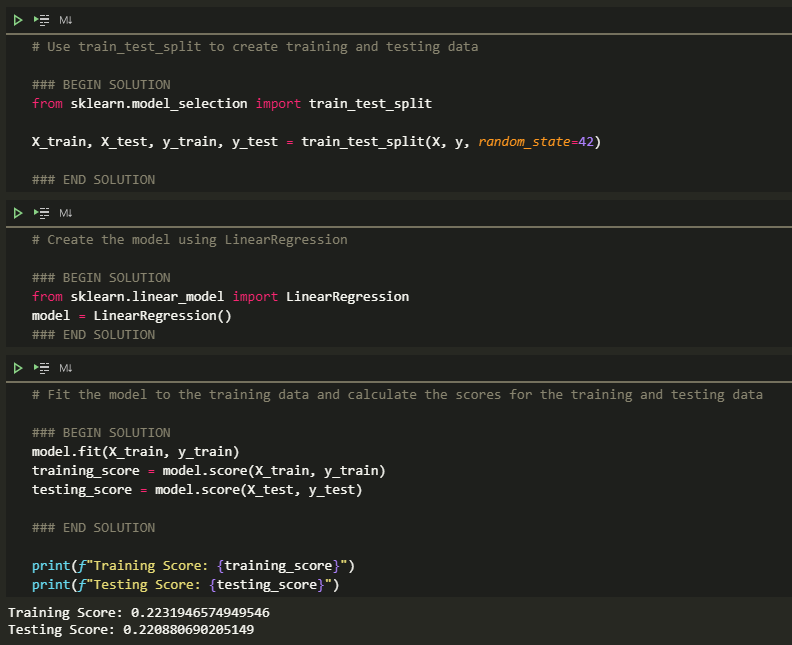 M↓
# Use train_test_split to create training and testing data
### BEGIN SOLUTION
from sklearn.model_selection import train_test_split
X_train, X_test, y_train, y_test = train_test_split(X, y, random_state=42)
### END SOLUTION
M↓
# Create the model using LinearRegression
### BEGIN SOLUTION
from sklearn.linear_model import LinearRegression
model = LinearRegression()
### END SOLUTION
M↓
# Fit the model to the training data and calculate the scores for the training and testing data
### BEGIN SOLUTION
model.fit(X_train, y_train)
training_score = model.score(X_train, y_train)
testing_score = model.score(X_test, y_test)
### END SOLUTION
print(f"Training Score: {training_score}")
print(f"Testing Score: {testing_score}")
Training Score: 0.2231946574949546
Testing Score: 0.220880690205149